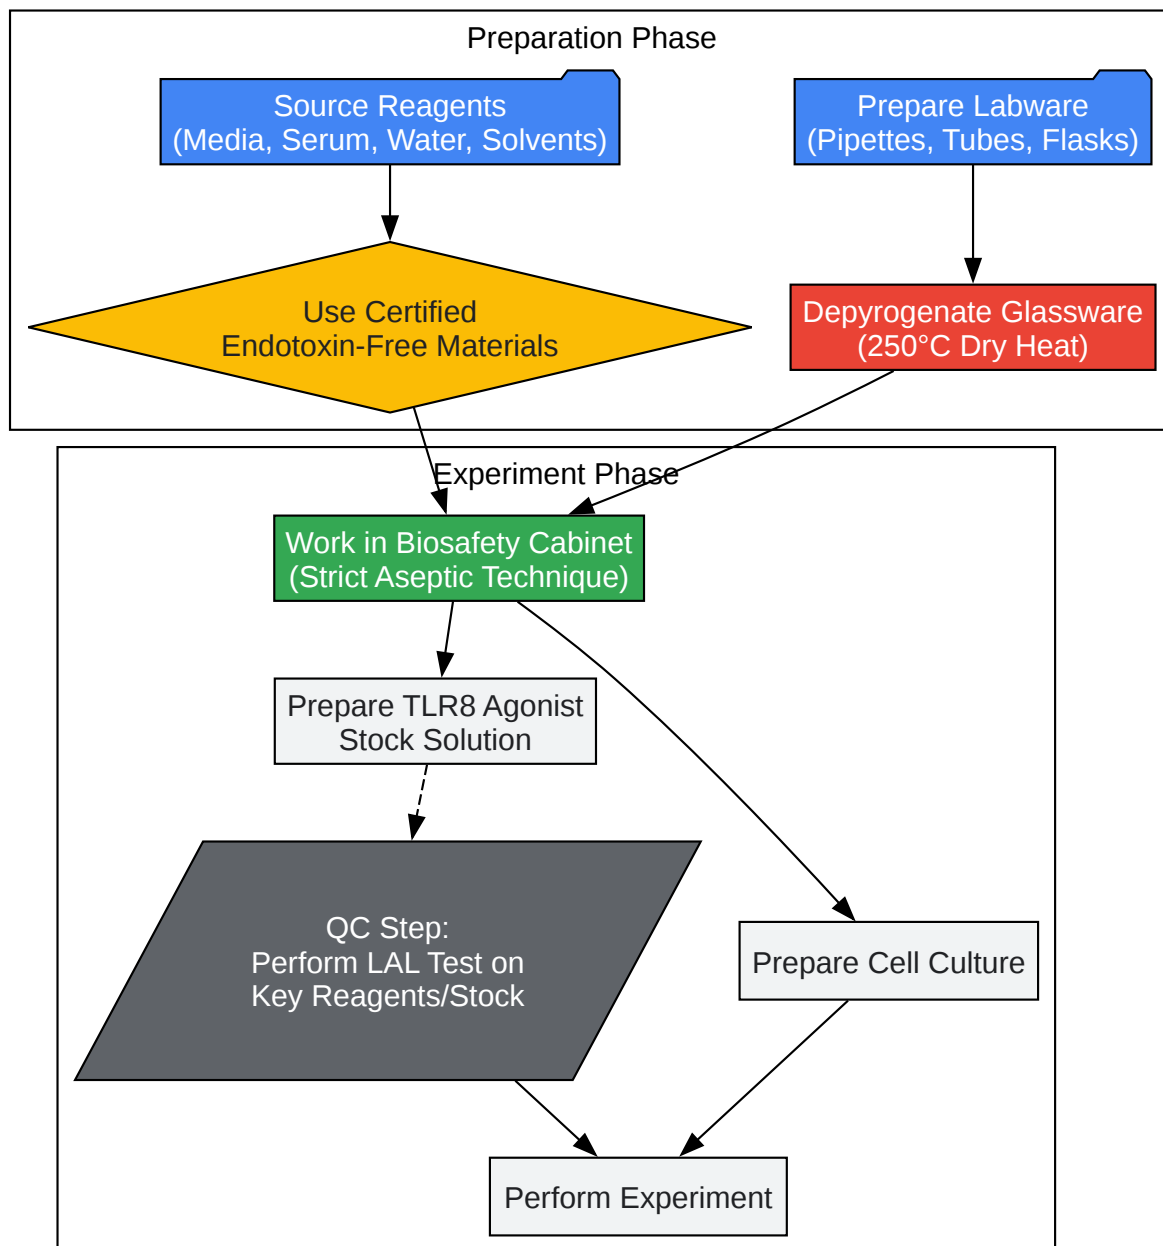 Preparation Phase
Source Reagents
(Media, Serum, Water, Solvents)
Prepare Labware
(Pipettes, Tubes, Flasks)
Use Certified
Endotoxin-Free Materials
Depyrogenate Glassware
(250°C Dry Heat)
Experiment Phase
Work in Biosafety Cabinet
(Strict Aseptic Technique)
Prepare TLR8 Agonist
Stock Solution
QC Step:
Perform LAL Test on
Key Reagents/Stock
Prepare Cell Culture
Perform Experiment